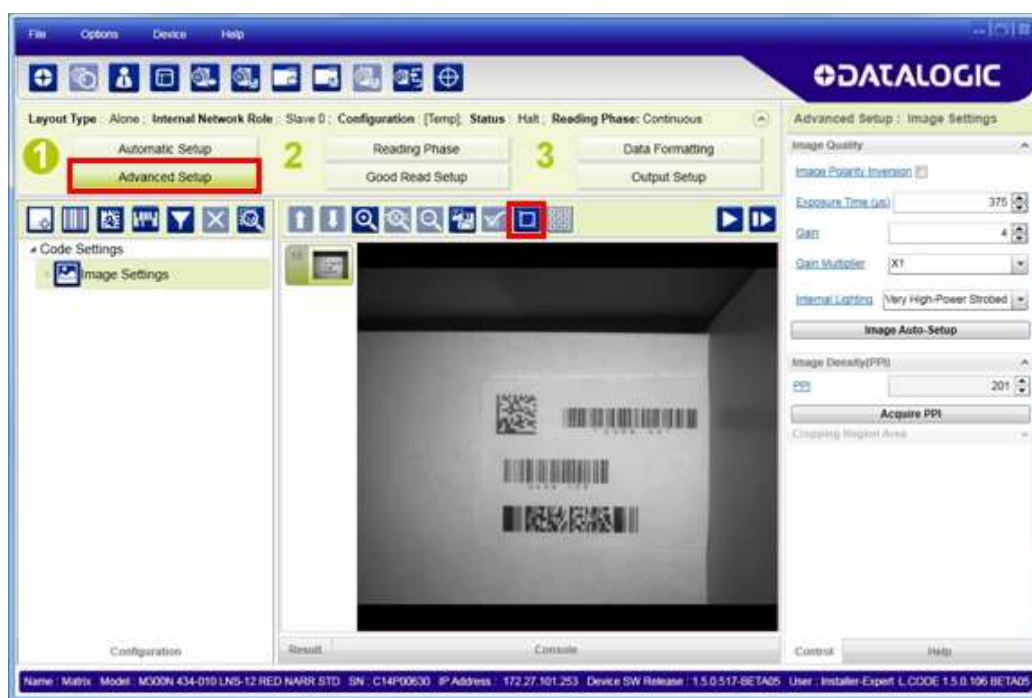 File Options Device Help
DATALOGIC
Layout Type : Alone ; Internal Network Role : Slave 0 ; Configuration : [Temp]; Status : Halt ; Reading Phase: Continuous
1 Automatic Setup 2 Reading Phase 3 Data Formatting
Advanced Setup Good Read Setup Output Setup
Code Settings
Image Settings
Configuration
Result Console
Advanced Setup : Image Settings
Image Quality
Image Polarity Inversion
Exposure Time (µs) 375
Gain 4
Gain Multiplier X1
Internal Lighting Very High-Power Strobed
Image Auto-Setup
Image Density(PPI)
PPI 201
Acquire PPI
Cropping Region Area
Control Help
Name : Matrix Model : M300N 434-010 LNS-12 RED NARR STD SN : C14P00630 IP Address : 172.27.101.253 Device SW Release : 1.5.0.517-BETA05 User : Installer-Expert L.CODE 1.5.0.106 BETA05